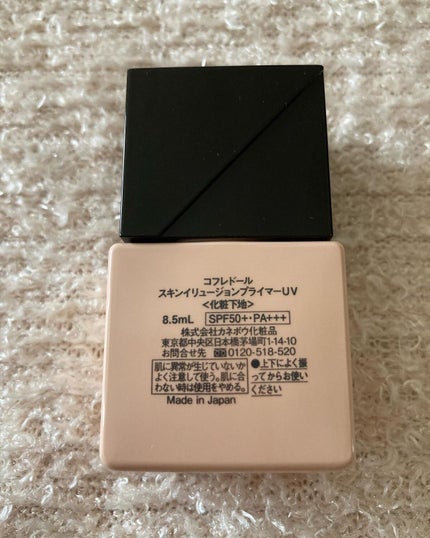 コフレドール
スキンイリュージョンプライマーUV
<化粧下地>
8.5mL SPF50+・PA+++
株式会社カネボウ化粧品
東京都中央区日本橋茅場町1-14-10
お問合せ先 0120-518-520
肌に異常が生じていないか
よく注意して使う。肌に合
わない時は使用をやめる。
●上下によく振
ってからお使い
ください
Made in Japan